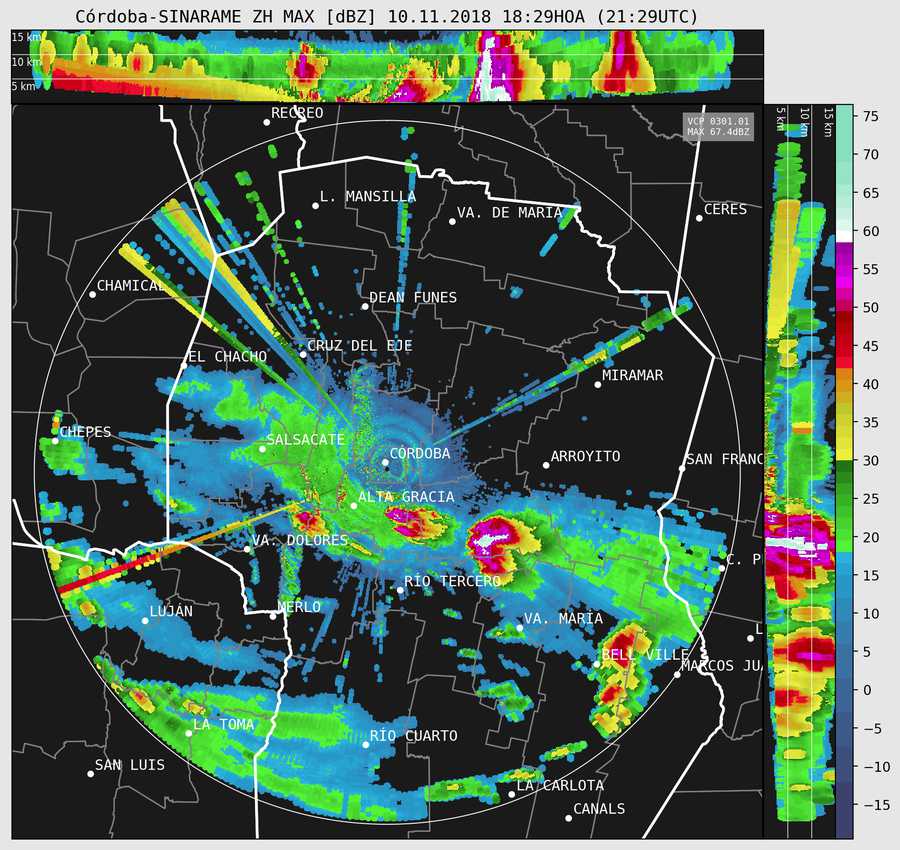 Córdoba-SINARAME ZH MAX [dBZ] 10.11.2018 18:29HOA (21:29UTC)
15 km
10 km
5 km
5 km
10 km
15 km
VCP 0301.01
MAX 67.4dBZ
RECREO
L. MANSILLA
VA. DE MARIA
CERES
CHAMICAL
DEAN FUNES
CRUZ DEL EJE
EL CHACHO
MIRAMAR
CHEPES
SALSACATE
CÓRDOBA
ARROYITO
SAN FRANC
ALTA GRACIA
VA. DOLORES
C. P
RÍO TERCERO
LUJÁN
MERLO
VA. MARÍA
L
BELL VILLE
MARCOS JUÁ
LA TOMA
RÍO CUARTO
SAN LUIS
LA CARLOTA
CANALS
75
70
65
60
55
50
45
40
35
30
25
20
15
10
5
0
−5
−10
−15